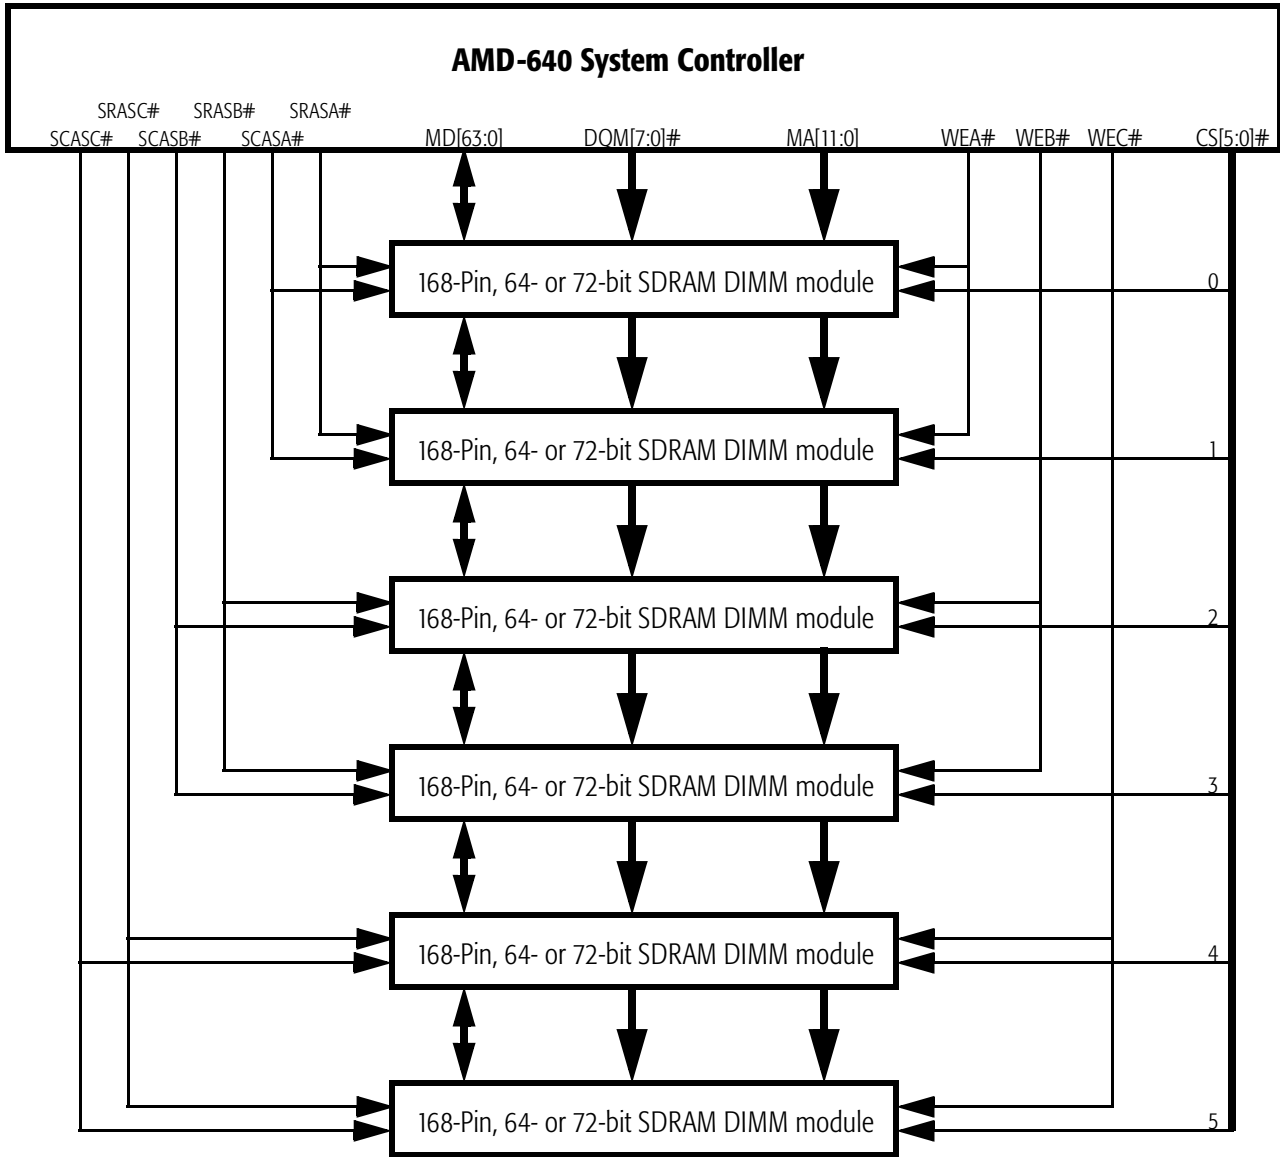 AMD-640 System Controller
SRASC# SRASB# SRASA#
SCASC# SCASB# SCASA# MD[63:0] DQM[7:0]# MA[11:0] WEA# WEB# WEC# CS[5:0]#
168-Pin, 64- or 72-bit SDRAM DIMM module 0
168-Pin, 64- or 72-bit SDRAM DIMM module 1
168-Pin, 64- or 72-bit SDRAM DIMM module 2
168-Pin, 64- or 72-bit SDRAM DIMM module 3
168-Pin, 64- or 72-bit SDRAM DIMM module 4
168-Pin, 64- or 72-bit SDRAM DIMM module 5